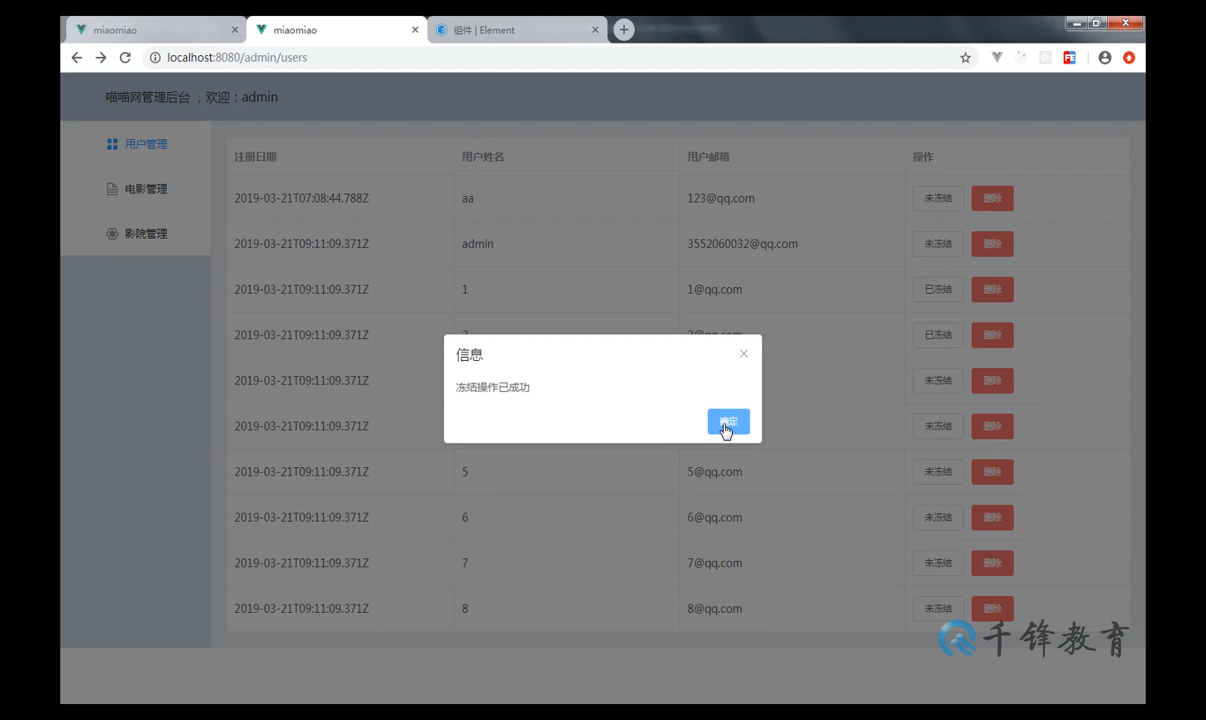 miaomiao
miaomiao
组件 | Element
localhost:8080/admin/users
喵喵网管理后台 ，欢迎：admin
用户管理
电影管理
影院管理
注册日期 用户姓名 用户邮箱 操作
2019-03-21T07:08:44.788Z aa 123@qq.com 未冻结 删除
2019-03-21T09:11:09.371Z admin 3552060032@qq.com 未冻结 删除
2019-03-21T09:11:09.371Z 1 1@qq.com 已冻结 删除
2019-03-21T09:11:09.371Z 2 2@qq.com 已冻结 删除
信息
冻结操作已成功
确定
2019-03-21T09:11:09.371Z 未冻结 删除
2019-03-21T09:11:09.371Z 未冻结 删除
2019-03-21T09:11:09.371Z 5 5@qq.com 未冻结 删除
2019-03-21T09:11:09.371Z 6 6@qq.com 未冻结 删除
2019-03-21T09:11:09.371Z 7 7@qq.com 未冻结 删除
2019-03-21T09:11:09.371Z 8 8@qq.com 未冻结 删除
千锋教育